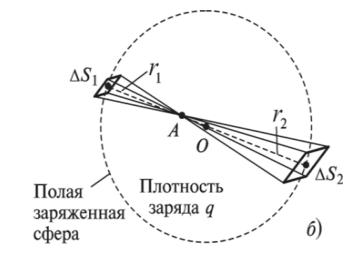 ΔS₁
r₁
r₂
A
O
ΔS₂
Полая
заряженная
сфера
Плотность
заряда q
б)